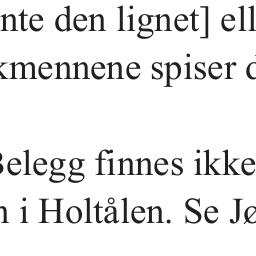 nte den lignet] ell
kmennene spiser d
Belegg finnes ikke
n i Holtålen. Se Jø